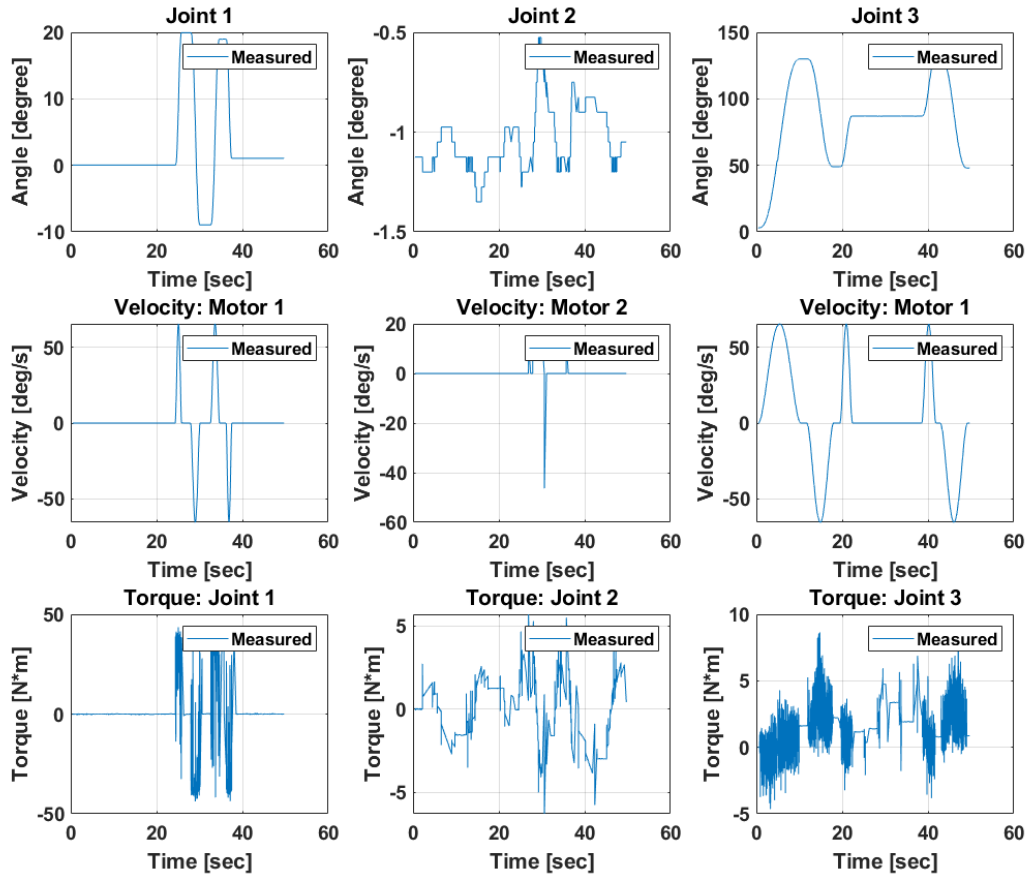 Joint 1
Angle [degree]
20
10
0
-10
Measured
0
20
40
60
Time [sec]
Joint 2
Angle [degree]
-0.5
-1
-1.5
Measured
0
20
40
60
Time [sec]
Joint 3
Angle [degree]
150
100
50
0
Measured
0
20
40
60
Time [sec]
Velocity: Motor 1
Velocity [deg/s]
50
0
-50
Measured
0
20
40
60
Time [sec]
Velocity: Motor 2
Velocity [deg/s]
20
0
-20
-40
-60
Measured
0
20
40
60
Time [sec]
Velocity: Motor 1
Velocity [deg/s]
50
0
-50
Measured
0
20
40
60
Time [sec]
Torque: Joint 1
Torque [N*m]
50
0
-50
Measured
0
20
40
60
Time [sec]
Torque: Joint 2
Torque [N*m]
5
0
-5
Measured
0
20
40
60
Time [sec]
Torque: Joint 3
Torque [N*m]
10
5
0
-5
Measured
0
20
40
60
Time [sec]